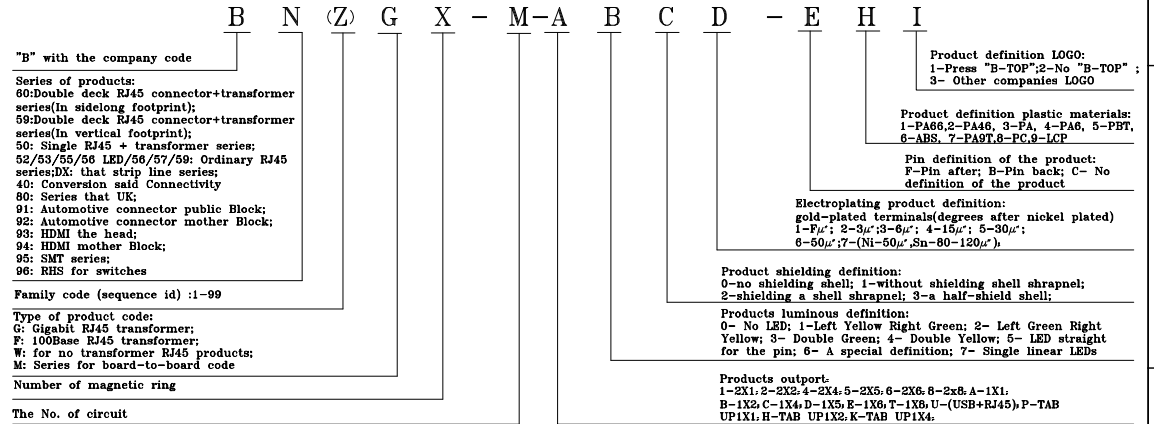 B N (Z) G X - M-A B C D - E H I
"B" with the company code
Series of products:
60:Double deck RJ45 connector+transformer
series(In sidelong footprint);
59:Double deck RJ45 connector+transformer
series(In vertical footprint);
50: Single RJ45 + transformer series;
52/53/55/56 LED/56/57/59: Ordinary RJ45
series;DX: that strip line series;
40: Conversion said Connectivity
80: Series that UK;
91: Automotive connector public Block;
92: Automotive connector mother Block;
93: HDMI the head;
94: HDMI mother Block;
95: SMT series;
96: RHS for switches
Family code (sequence id) :1-99
Type of product code:
G: Gigabit RJ45 transformer;
F: 100Base RJ45 transformer;
W: for no transformer RJ45 products;
M: Series for board-to-board code
Number of magnetic ring
The No. of circuit
Product definition LOGO:
1-Press "B-TOP";2-No "B-TOP" ;
3- Other companies LOGO
Product definition plastic materials:
1-PA66,2-PA46, 3-PA, 4-PA6, 5-PBT,
6-ABS, 7-PA9T,8-PC,9-LCP
Pin definition of the product:
F-Pin after; B-Pin back; C- No
definition of the product
Electroplating product definition:
gold-plated terminals(degrees after nickel plated)
1-Fμ"; 2-3μ";3-6μ"; 4-15μ"; 5-30μ";
6-50μ";7-(Ni-50μ",Sn-80-120μ");
Product shielding definition:
0-no shielding shell; 1-without shielding shell shrapnel;
2-shielding a shell shrapnel; 3-a half-shield shell;
Products luminous definition:
0- No LED; 1-Left Yellow Right Green; 2- Left Green Right
Yellow; 3- Double Green; 4- Double Yellow; 5- LED straight
for the pin; 6- A special definition; 7- Single linear LEDs
Products outport:
1-2X1; 2-2X2; 4-2X4; 5-2X5; 6-2X6; 8-2x8; A-1X1;
B-1X2; C-1X4; D-1X5; E-1X6; T-1X8; U-(USB+RJ45); P-TAB
UP1X1; H-TAB UP1X2; K-TAB UP1X4;